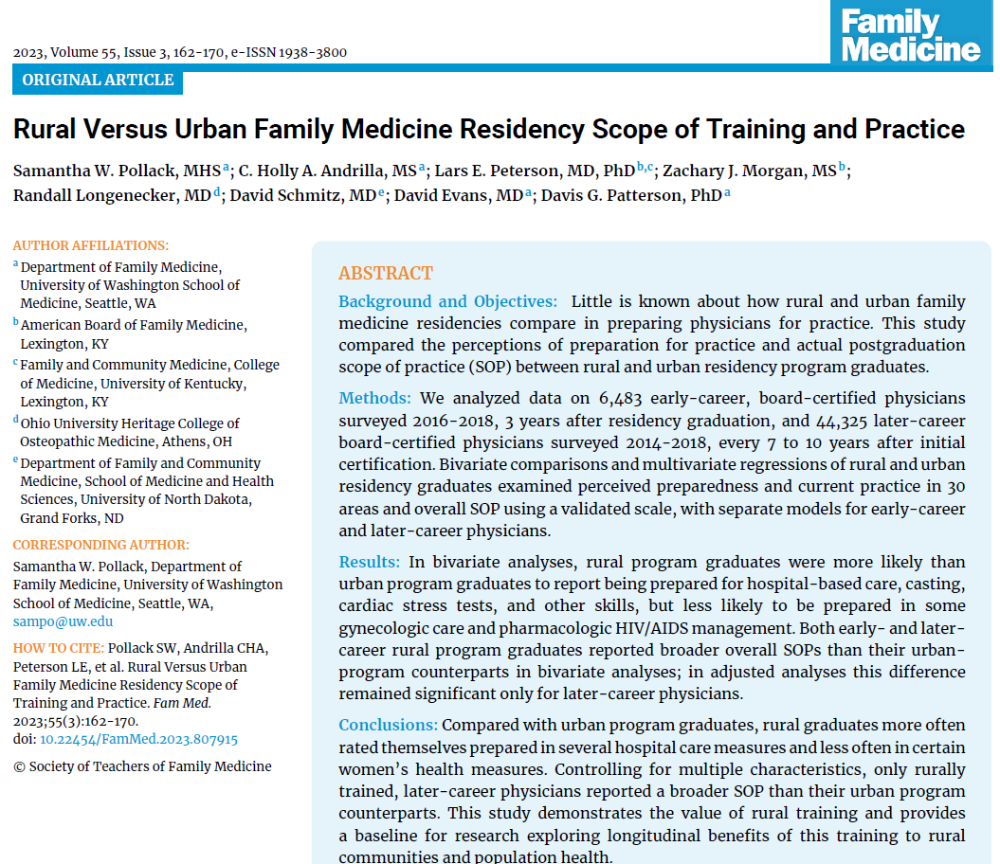 Family
Medicine
2023, Volume 55, Issue 3, 162-170, e-ISSN 1938-3800
ORIGINAL ARTICLE
Rural Versus Urban Family Medicine Residency Scope of Training and Practice
Samantha W. Pollack, MHS a; C. Holly A. Andrilla, MS a; Lars E. Peterson, MD, PhD b,c; Zachary J. Morgan, MS b;
Randall Longenecker, MD d; David Schmitz, MD e; David Evans, MD a; Davis G. Patterson, PhD a
AUTHOR AFFILIATIONS:
a Department of Family Medicine,
University of Washington School of
Medicine, Seattle, WA
b American Board of Family Medicine,
Lexington, KY
c Family and Community Medicine, College
of Medicine, University of Kentucky,
Lexington, KY
d Ohio University Heritage College of
Osteopathic Medicine, Athens, OH
e Department of Family and Community
Medicine, School of Medicine and Health
Sciences, University of North Dakota,
Grand Forks, ND
CORRESPONDING AUTHOR:
Samantha W. Pollack, Department of
Family Medicine, University of Washington
School of Medicine, Seattle, WA,
sampo@uw.edu
HOW TO CITE: Pollack SW, Andrilla CHA,
Peterson LE, et al. Rural Versus Urban
Family Medicine Residency Scope of
Training and Practice. Fam Med.
2023;55(3):162-170.
doi: 10.22454/FamMed.2023.807915
© Society of Teachers of Family Medicine
ABSTRACT
Background and Objectives: Little is known about how rural and urban family
medicine residencies compare in preparing physicians for practice. This study
compared the perceptions of preparation for practice and actual postgraduation
scope of practice (SOP) between rural and urban residency program graduates.
Methods: We analyzed data on 6,483 early-career, board-certified physicians
surveyed 2016-2018, 3 years after residency graduation, and 44,325 later-career
board-certified physicians surveyed 2014-2018, every 7 to 10 years after initial
certification. Bivariate comparisons and multivariate regressions of rural and urban
residency graduates examined perceived preparedness and current practice in 30
areas and overall SOP using a validated scale, with separate models for early-career
and later-career physicians.
Results: In bivariate analyses, rural program graduates were more likely than
urban program graduates to report being prepared for hospital-based care, casting,
cardiac stress tests, and other skills, but less likely to be prepared in some
gynecologic care and pharmacologic HIV/AIDS management. Both early- and later-
career rural program graduates reported broader overall SOPs than their urban-
program counterparts in bivariate analyses; in adjusted analyses this difference
remained significant only for later-career physicians.
Conclusions: Compared with urban program graduates, rural graduates more often
rated themselves prepared in several hospital care measures and less often in certain
women's health measures. Controlling for multiple characteristics, only rurally
trained, later-career physicians reported a broader SOP than their urban program
counterparts. This study demonstrates the value of rural training and provides
a baseline for research exploring longitudinal benefits of this training to rural
communities and population health.